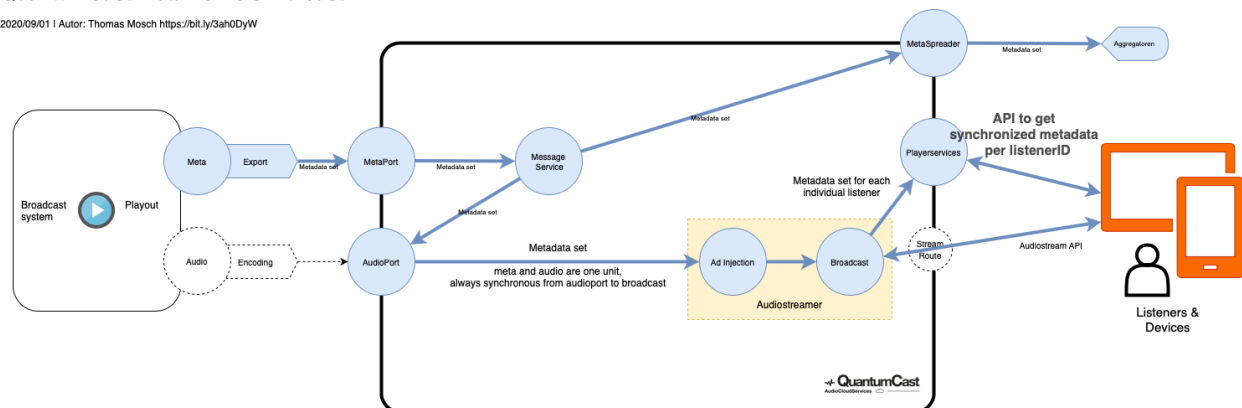 2020/09/01 | Autor: Thomas Mosch https://bit.ly/3ah0DyW
MetaSpreader
Metadata set
Aggregatoren
Metadata set
API to get
synchronized metadata
per listenerID
Meta
Export
Metadata set
MetaPort
Metadata set
Message
Service
Playerservices
Metadata set for each
individual listener
Broadcast
system
Playout
Metadata set
Audio
Encoding
AudioPort
Metadata set
meta and audio are one unit,
always synchronous from audioport to broadcast
Ad Injection
Broadcast
Stream
Route
Audiostream API
Audiostreamer
Listeners &
Devices
QuantumCast
AudioCloudServices